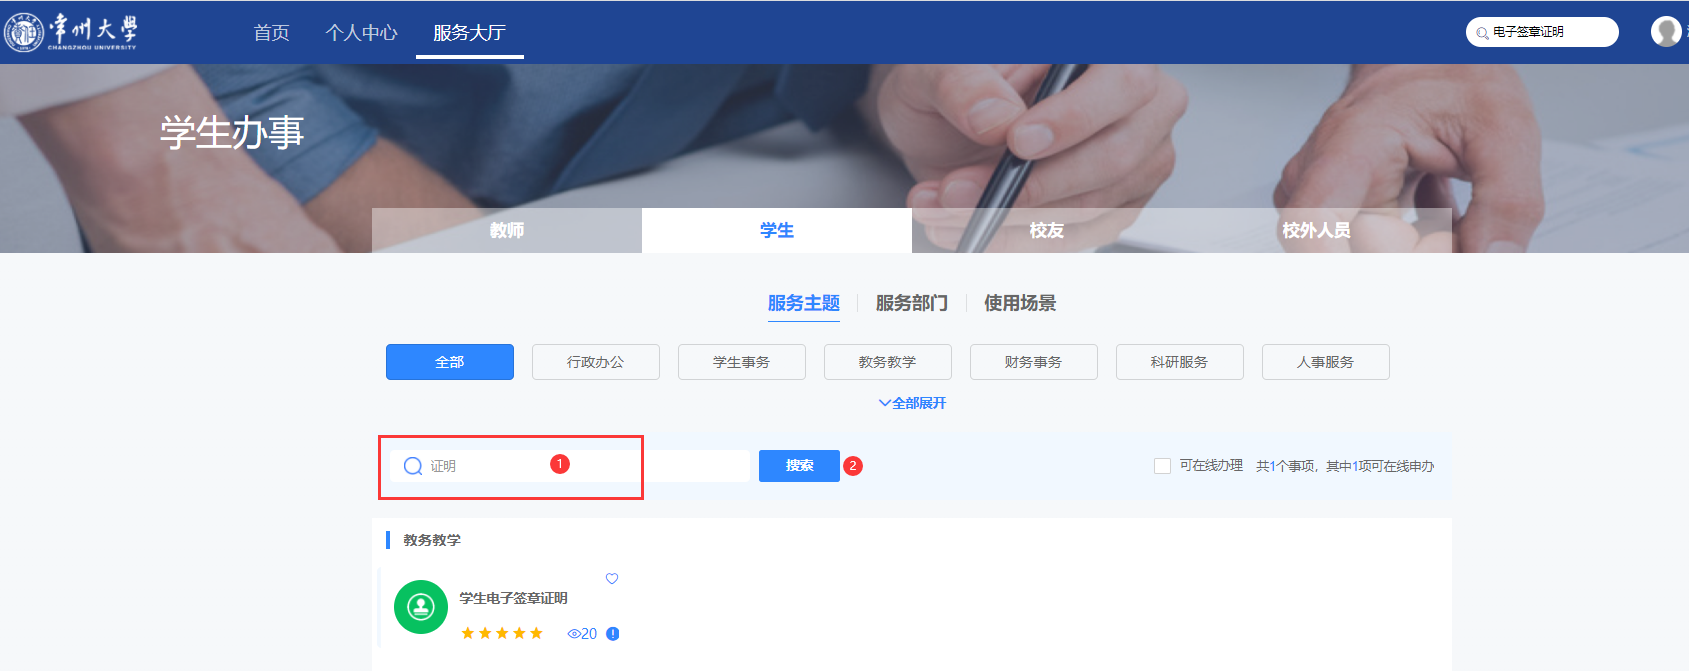 常州大学
CHANGZHOU UNIVERSITY
首页 个人中心 服务大厅
电子签章证明
学生办事
教师 学生 校友 校外人员
服务主题 服务部门 使用场景
全部 行政办公 学生事务 教务教学 财务事务 科研服务 人事服务
全部展开
证明 1 搜索 2 可在线办理 共1个事项，其中1项可在线申办
教务教学
学生电子签章证明
20